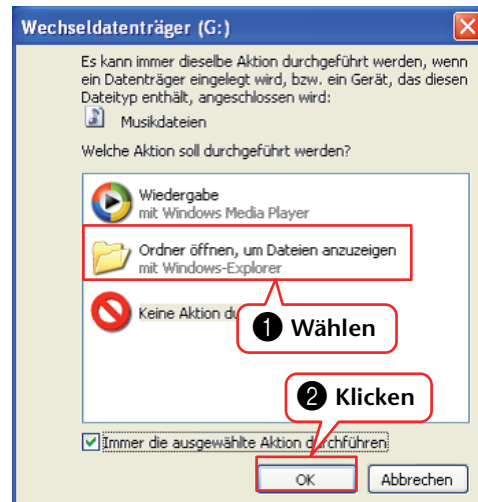 Wechseldatenträger (G:)
Es kann immer dieselbe Aktion durchgeführt werden, wenn
ein Datenträger eingelegt wird, bzw. ein Gerät, das diesen
Dateityp enthält, angeschlossen wird:
Musikdateien
Welche Aktion soll durchgeführt werden?
Wiedergabe
mit Windows Media Player
Ordner öffnen, um Dateien anzuzeigen
mit Windows-Explorer
Keine Aktion
1 Wählen
2 Klicken
Immer die ausgewählte Aktion durchführen
OK Abbrechen